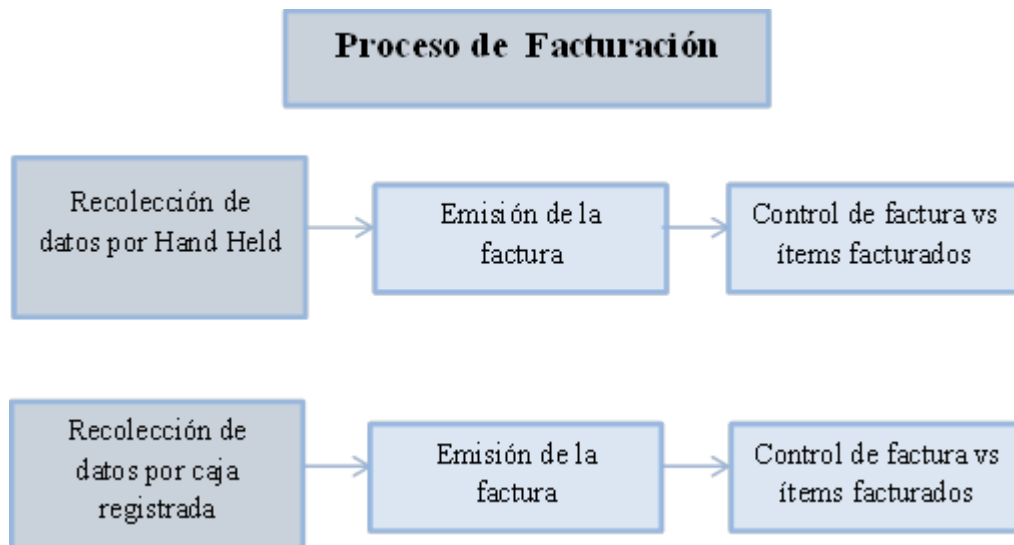 Proceso de Facturación
Recolección de
datos por Hand Held
Emisión de la
factura
Control de factura vs
ítems facturados
Recolección de
datos por caja
registrada
Emisión de la
factura
Control de factura vs
ítems facturados